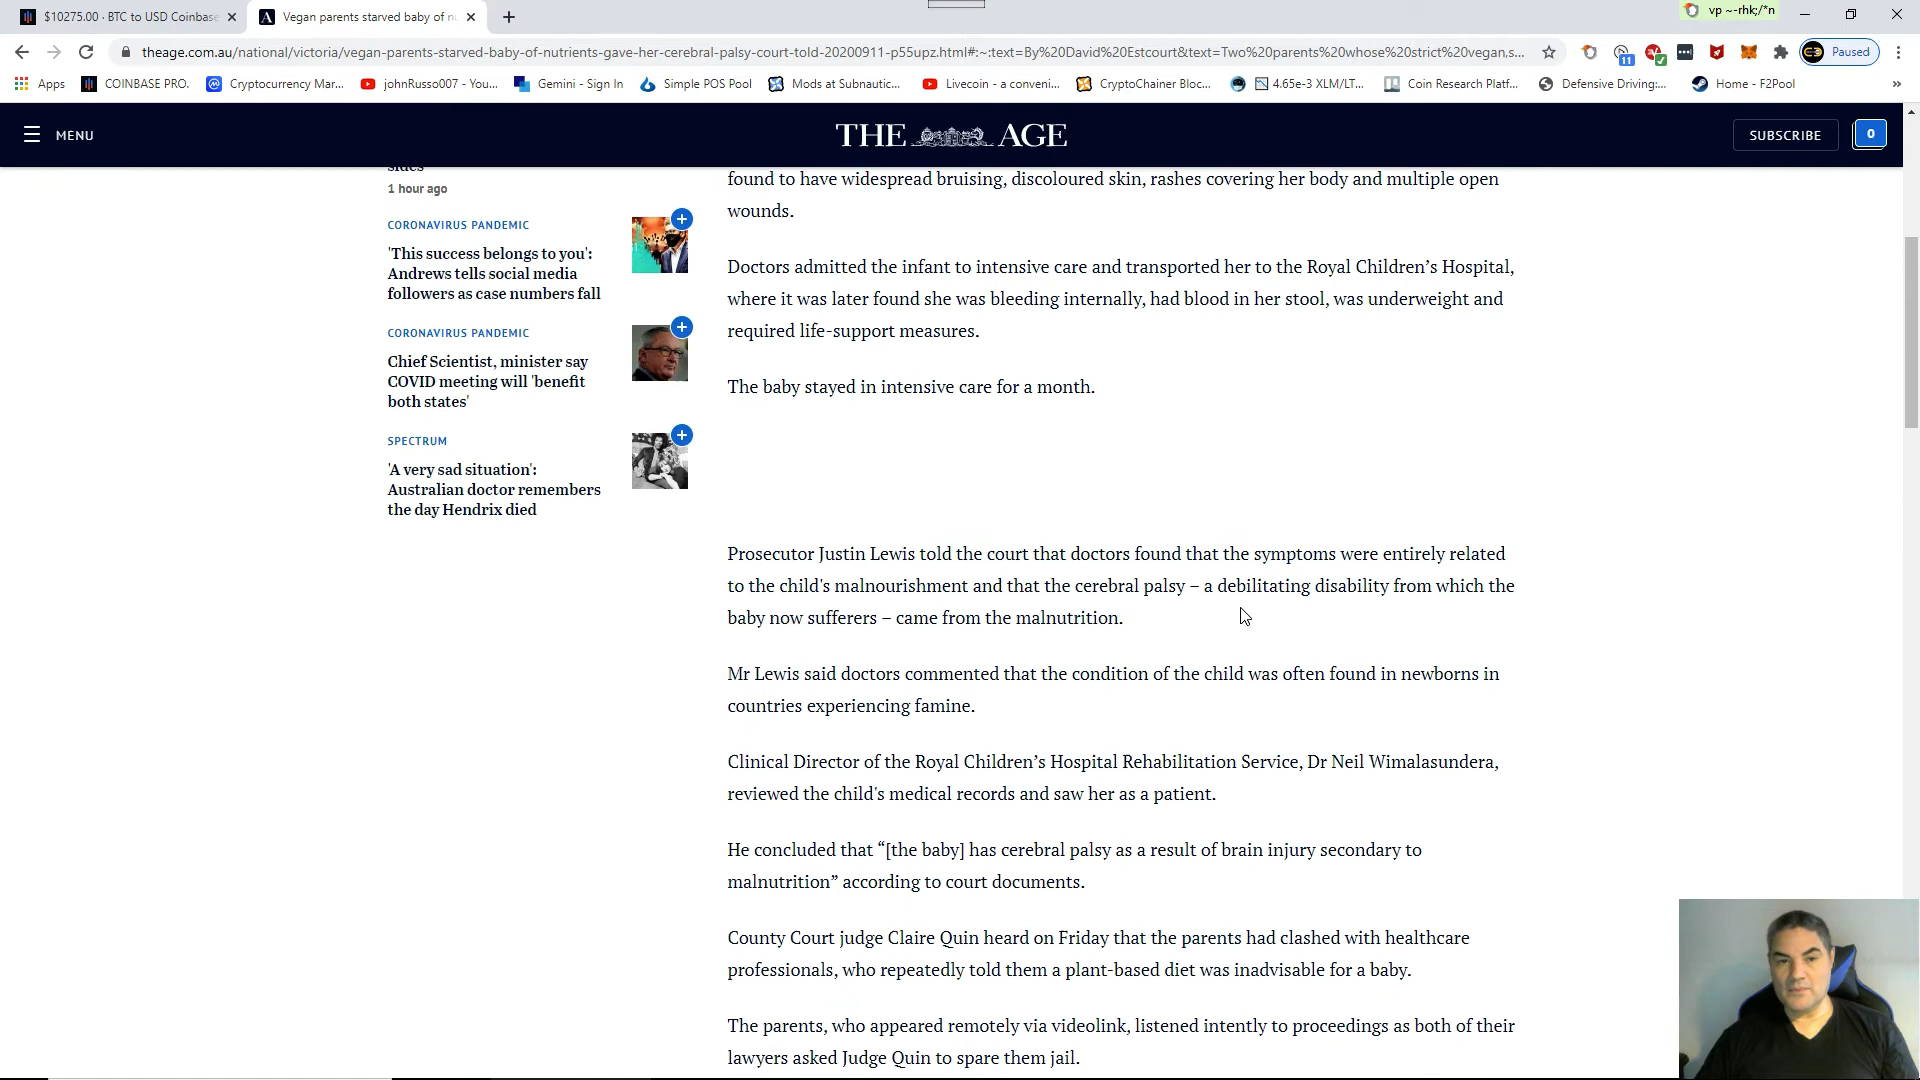 $10275.00 · BTC to USD Coinbase
Vegan parents starved baby of nu
vp ~-rhk;/*n
theage.com.au/national/victoria/vegan-parents-starved-baby-of-nutrients-gave-her-cerebral-palsy-court-told-20200911-p55upz.html#:~:text=By%20David%20Estcourt&text=Two%20parents%20whose%20strict%20vegan,s...
11
Paused
Apps
COINBASE PRO.
Cryptocurrency Mar...
johnRusso007 - You...
Gemini - Sign In
Simple POS Pool
Mods at Subnautic...
Livecoin - a conveni...
CryptoChainer Bloc...
4.65e-3 XLM/LT...
Coin Research Platf...
Defensive Driving:...
Home - F2Pool
»
MENU
THE AGE
SUBSCRIBE
0
sides
1 hour ago
CORONAVIRUS PANDEMIC
'This success belongs to you':
Andrews tells social media
followers as case numbers fall
CORONAVIRUS PANDEMIC
Chief Scientist, minister say
COVID meeting will 'benefit
both states'
SPECTRUM
'A very sad situation':
Australian doctor remembers
the day Hendrix died
found to have widespread bruising, discoloured skin, rashes covering her body and multiple open
wounds.
Doctors admitted the infant to intensive care and transported her to the Royal Children’s Hospital,
where it was later found she was bleeding internally, had blood in her stool, was underweight and
required life-support measures.
The baby stayed in intensive care for a month.
Prosecutor Justin Lewis told the court that doctors found that the symptoms were entirely related
to the child's malnourishment and that the cerebral palsy – a debilitating disability from which the
baby now sufferers – came from the malnutrition.
Mr Lewis said doctors commented that the condition of the child was often found in newborns in
countries experiencing famine.
Clinical Director of the Royal Children’s Hospital Rehabilitation Service, Dr Neil Wimalasundera,
reviewed the child's medical records and saw her as a patient.
He concluded that “[the baby] has cerebral palsy as a result of brain injury secondary to
malnutrition” according to court documents.
County Court judge Claire Quin heard on Friday that the parents had clashed with healthcare
professionals, who repeatedly told them a plant-based diet was inadvisable for a baby.
The parents, who appeared remotely via videolink, listened intently to proceedings as both of their
lawyers asked Judge Quin to spare them jail.